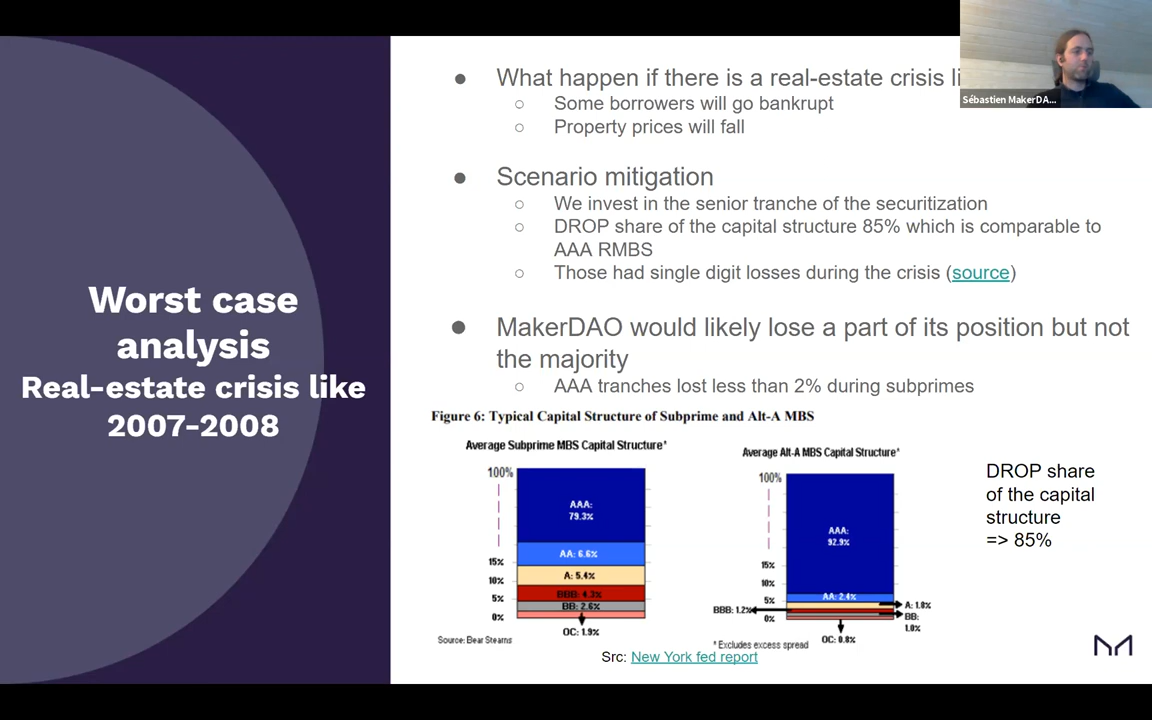 Worst case
analysis
Real-estate crisis like
2007-2008
● What happen if there is a real-estate crisis li
○ Some borrowers will go bankrupt
○ Property prices will fall
● Scenario mitigation
○ We invest in the senior tranche of the securitization
○ DROP share of the capital structure 85% which is comparable to
AAA RMBS
○ Those had single digit losses during the crisis (source)
● MakerDAO would likely lose a part of its position but not
the majority
○ AAA tranches lost less than 2% during subprimes
Figure 6: Typical Capital Structure of Subprime and Alt-A MBS
Average Subprime MBS Capital Structure*
100%
AAA:
79.3%
AA: 6.6%
15%
A: 5.4%
10%
BBB: 4.3%
5%
BB: 2.6%
0%
OC: 1.9%
Source: Bear Stearns
Average Alt-A MBS Capital Structure*
100%
AAA:
92.9%
15%
10%
5%
AA: 2.4%
A: 1.8%
BBB: 1.2%
BB:
1.0%
0%
OC: 0.8%
* Excludes excess spread
Src: New York fed report
DROP share
of the capital
structure
=> 85%
Sébastien MakerDA...